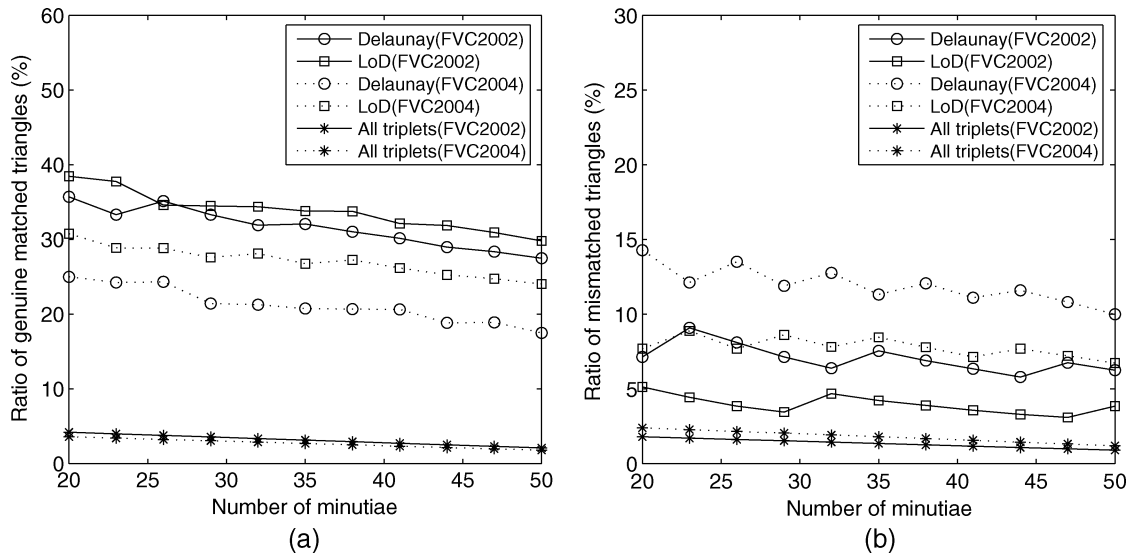 60
50
40
30
20
10
0
Ratio of genuine matched triangles (%)
Delaunay(FVC2002)
LoD(FVC2002)
Delaunay(FVC2004)
LoD(FVC2004)
All triplets(FVC2002)
All triplets(FVC2004)
20 25 30 35 40 45 50
Number of minutiae
(a)
30
25
20
15
10
5
0
Ratio of mismatched triangles (%)
Delaunay(FVC2002)
LoD(FVC2002)
Delaunay(FVC2004)
LoD(FVC2004)
All triplets(FVC2002)
All triplets(FVC2004)
20 25 30 35 40 45 50
Number of minutiae
(b)